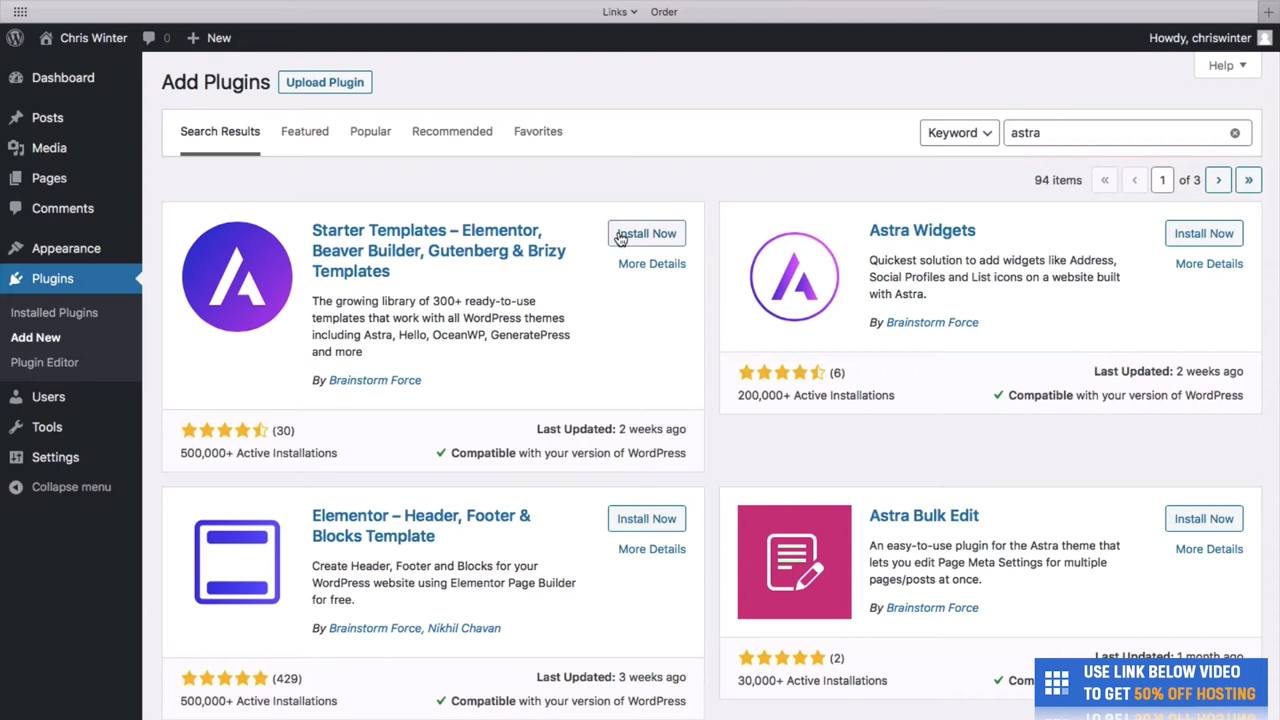 Links Order
Chris Winter 0 New Howdy, chriswinter
Dashboard
Posts
Media
Pages
Comments
Appearance
Plugins
Installed Plugins
Add New
Plugin Editor
Users
Tools
Settings
Collapse menu
Help
Add Plugins Upload Plugin
Search Results Featured Popular Recommended Favorites Keyword astra
94 items « ‹ 1 of 3 › »
Starter Templates – Elementor,
Beaver Builder, Gutenberg & Brizy
Templates
Install Now
More Details
The growing library of 300+ ready-to-use
templates that work with all WordPress themes
including Astra, Hello, OceanWP, GeneratePress
and more
By Brainstorm Force
(30)
Last Updated: 2 weeks ago
500,000+ Active Installations
Compatible with your version of WordPress
Astra Widgets
Install Now
More Details
Quickest solution to add widgets like Address,
Social Profiles and List icons on a website built
with Astra.
By Brainstorm Force
(6)
Last Updated: 2 weeks ago
200,000+ Active Installations
Compatible with your version of WordPress
Elementor – Header, Footer &
Blocks Template
Install Now
More Details
Create Header, Footer and Blocks for your
WordPress website using Elementor Page Builder
for free.
By Brainstorm Force, Nikhil Chavan
(429)
Last Updated: 3 weeks ago
500,000+ Active Installations
Compatible with your version of WordPress
Astra Bulk Edit
Install Now
More Details
An easy-to-use plugin for the Astra theme that
lets you edit Page Meta Settings for multiple
pages/posts at once.
By Brainstorm Force
(2)
Last Updated: 1 month ago
30,000+ Active Installations
USE LINK BELOW VIDEO
TO GET 50% OFF HOSTING